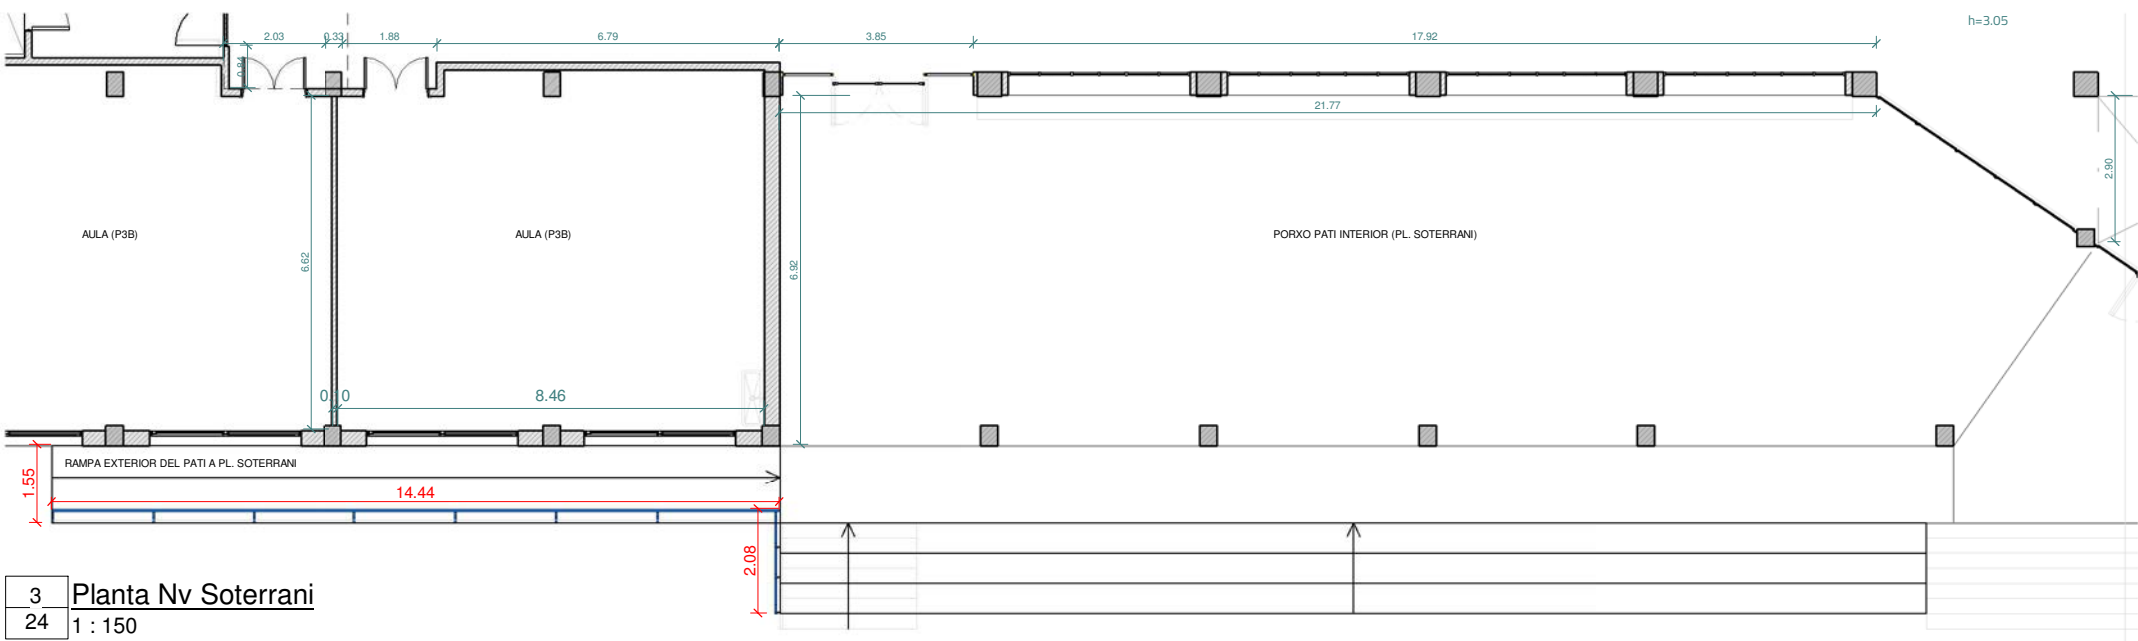 h=3.05
2.03
0.33
1.88
6.79
3.85
17.92
0.84
21.77
2.90
AULA (P3B)
AULA (P3B)
PORXO PATI INTERIOR (PL. SOTERRANI)
6.62
6.92
8.46
RAMPA EXTERIOR DEL PATI A PL. SOTERRANI
1.55
14.44
2.08
3
24
Planta Nv Soterrani
1 : 150